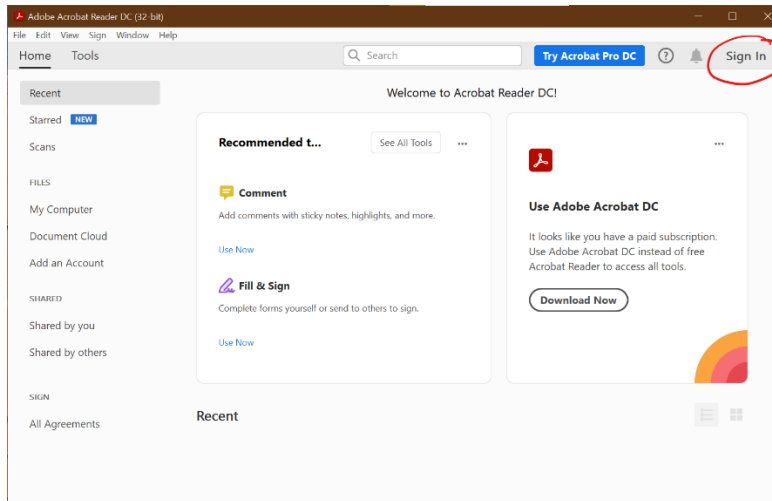 Adobe Acrobat Reader DC (32-bit)
File Edit View Sign Window Help
Home Tools
Search
Try Acrobat Pro DC
Sign In
Recent
Starred NEW
Scans
FILES
My Computer
Document Cloud
Add an Account
SHARED
Shared by you
Shared by others
SIGN
All Agreements
Welcome to Acrobat Reader DC!
Recommended t...
See All Tools
Comment
Add comments with sticky notes, highlights, and more.
Use Now
Fill & Sign
Complete forms yourself or send to others to sign.
Use Now
Use Adobe Acrobat DC
It looks like you have a paid subscription.
Use Adobe Acrobat DC instead of free
Acrobat Reader to access all tools.
Download Now
Recent